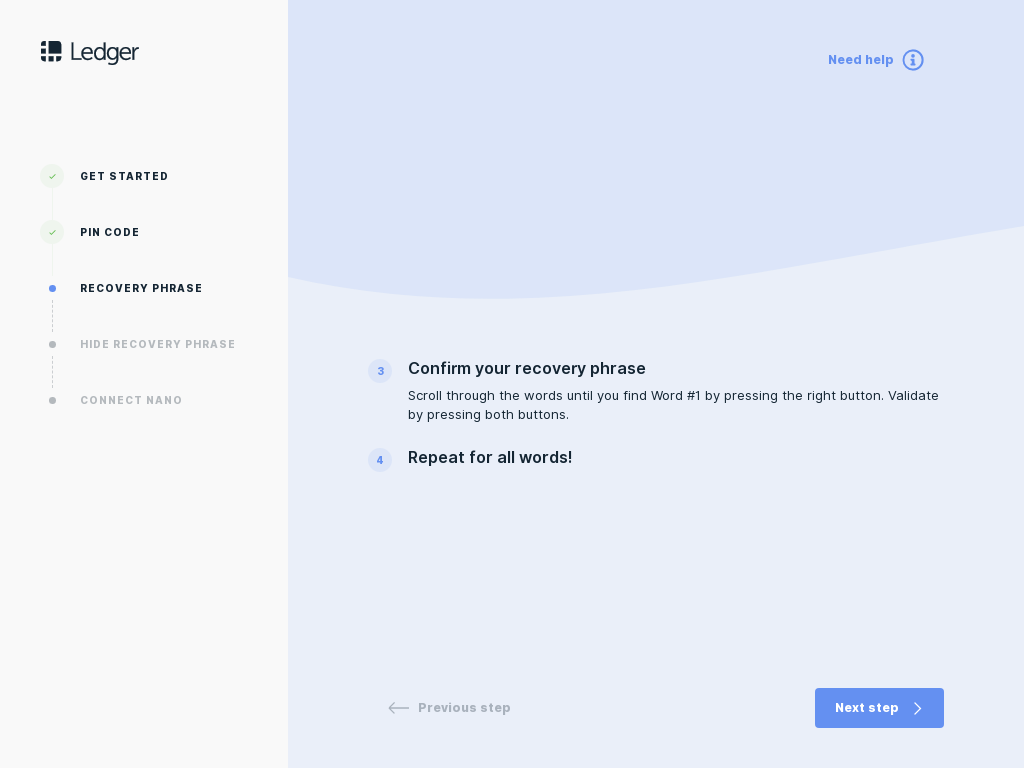 Ledger
GET STARTED
PIN CODE
RECOVERY PHRASE
HIDE RECOVERY PHRASE
CONNECT NANO
Need help
3
Confirm your recovery phrase
Scroll through the words until you find Word #1 by pressing the right button. Validate
by pressing both buttons.
4
Repeat for all words!
Previous step
Next step